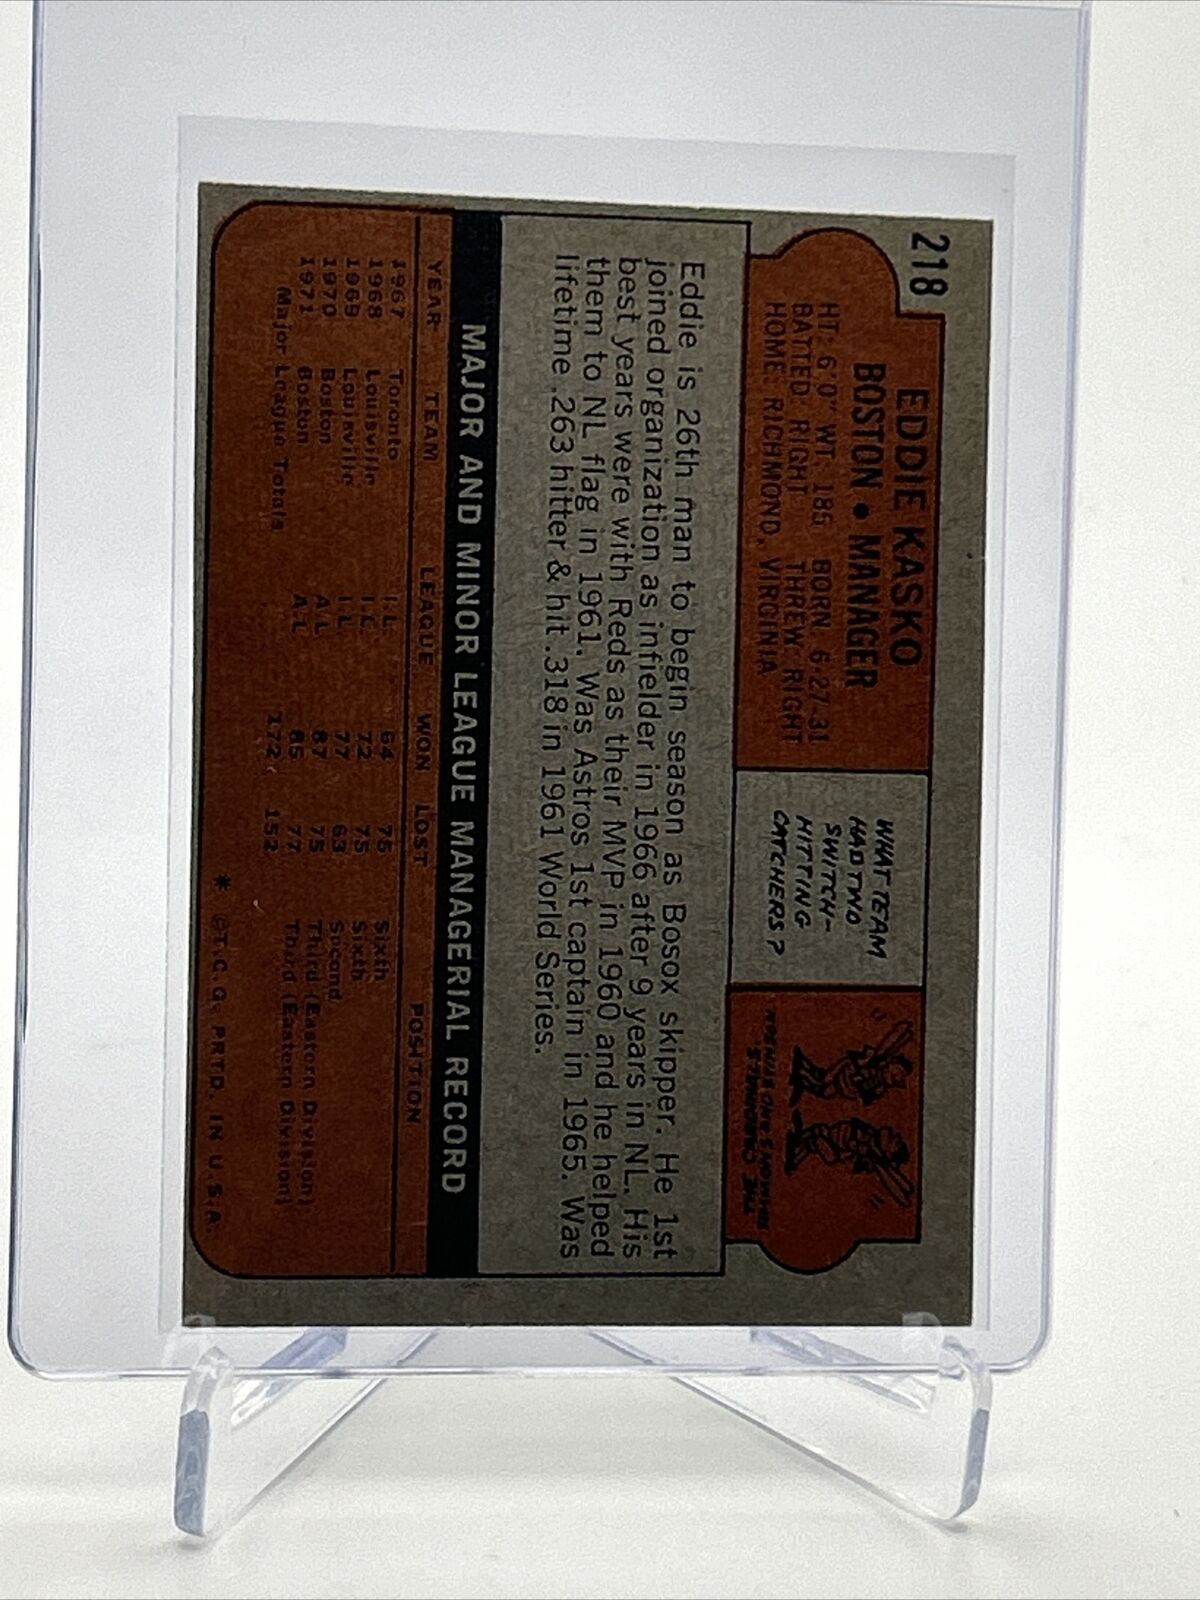 218
EDDIE KASKO
BOSTON • MANAGER
HT: 6'0" WT: 185 BORN: 6-27-31
BATTED: RIGHT THREW: RIGHT
HOME: RICHMOND, VIRGINIA
WHAT TEAM
HAD TWO
SWITCH-
HITTING
CATCHERS?
Eddie is 26th man to begin season as Bosox skipper. He 1st
joined organization as infielder in 1966 after 9 years in NL. His
best years were with Reds as their MVP in 1960 and he helped
them to NL flag in 1961. Was Astros 1st captain in 1965. Was
lifetime .263 hitter & hit .318 in 1961 World Series.
MAJOR AND MINOR LEAGUE MANAGERIAL RECORD
YEAR TEAM LEAGUE WON LOST POSITION
1967 Toronto I.L. 64 75 Sixth
1968 Louisville I.L. 72 75 Sixth
1969 Louisville I.L. 77 63 Second
1970 Boston A.L. 87 75 Third (Eastern Division)
1971 Boston A.L. 85 77 Third (Eastern Division)
Major League Totals 172 152
* ©T.C.G. PRTD. IN U.S.A.